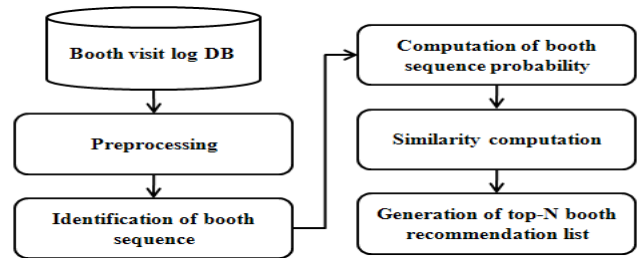 Booth visit log DB
Preprocessing
Identification of booth
sequence
Computation of booth
sequence probability
Similarity computation
Generation of top-N booth
recommendation list